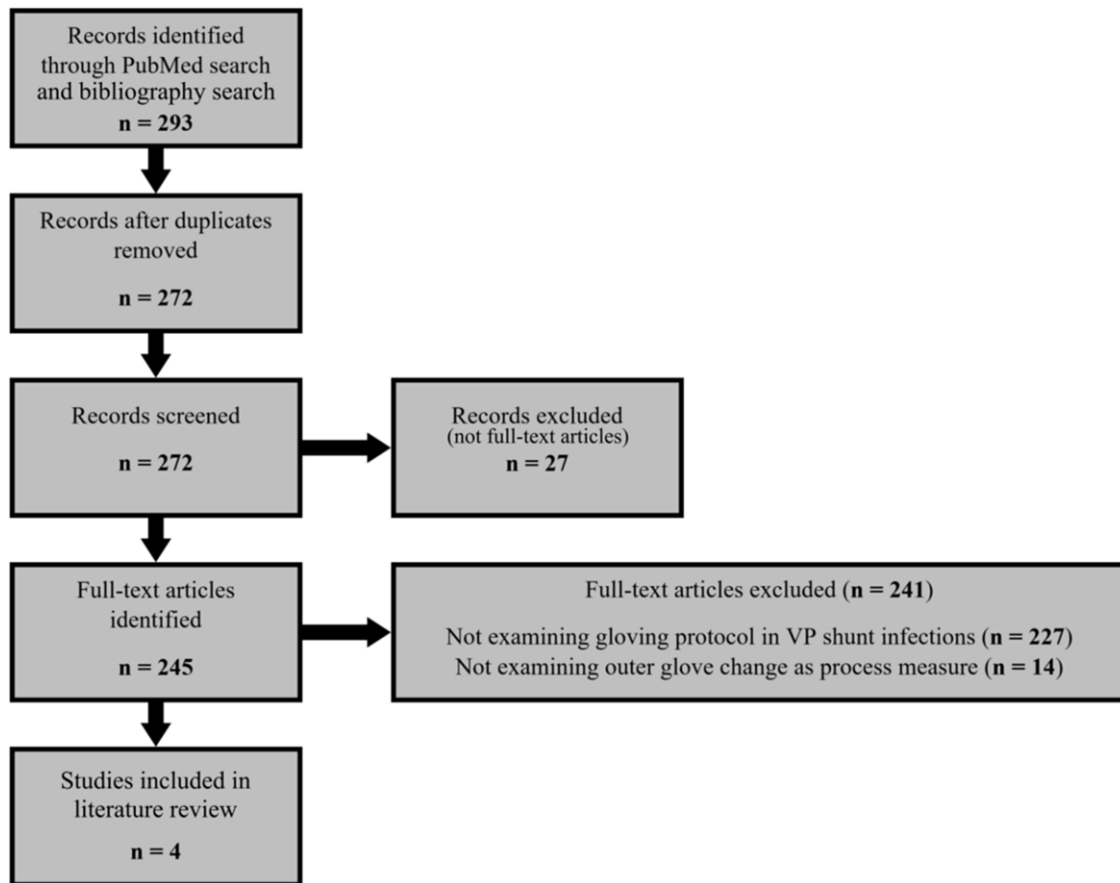 Records identified
through PubMed search
and bibliography search
n = 293
Records after duplicates
removed
n = 272
Records screened
n = 272
Records excluded
(not full-text articles)
n = 27
Full-text articles
identified
n = 245
Full-text articles excluded (n = 241)
Not examining gloving protocol in VP shunt infections (n = 227)
Not examining outer glove change as process measure (n = 14)
Studies included in
literature review
n = 4